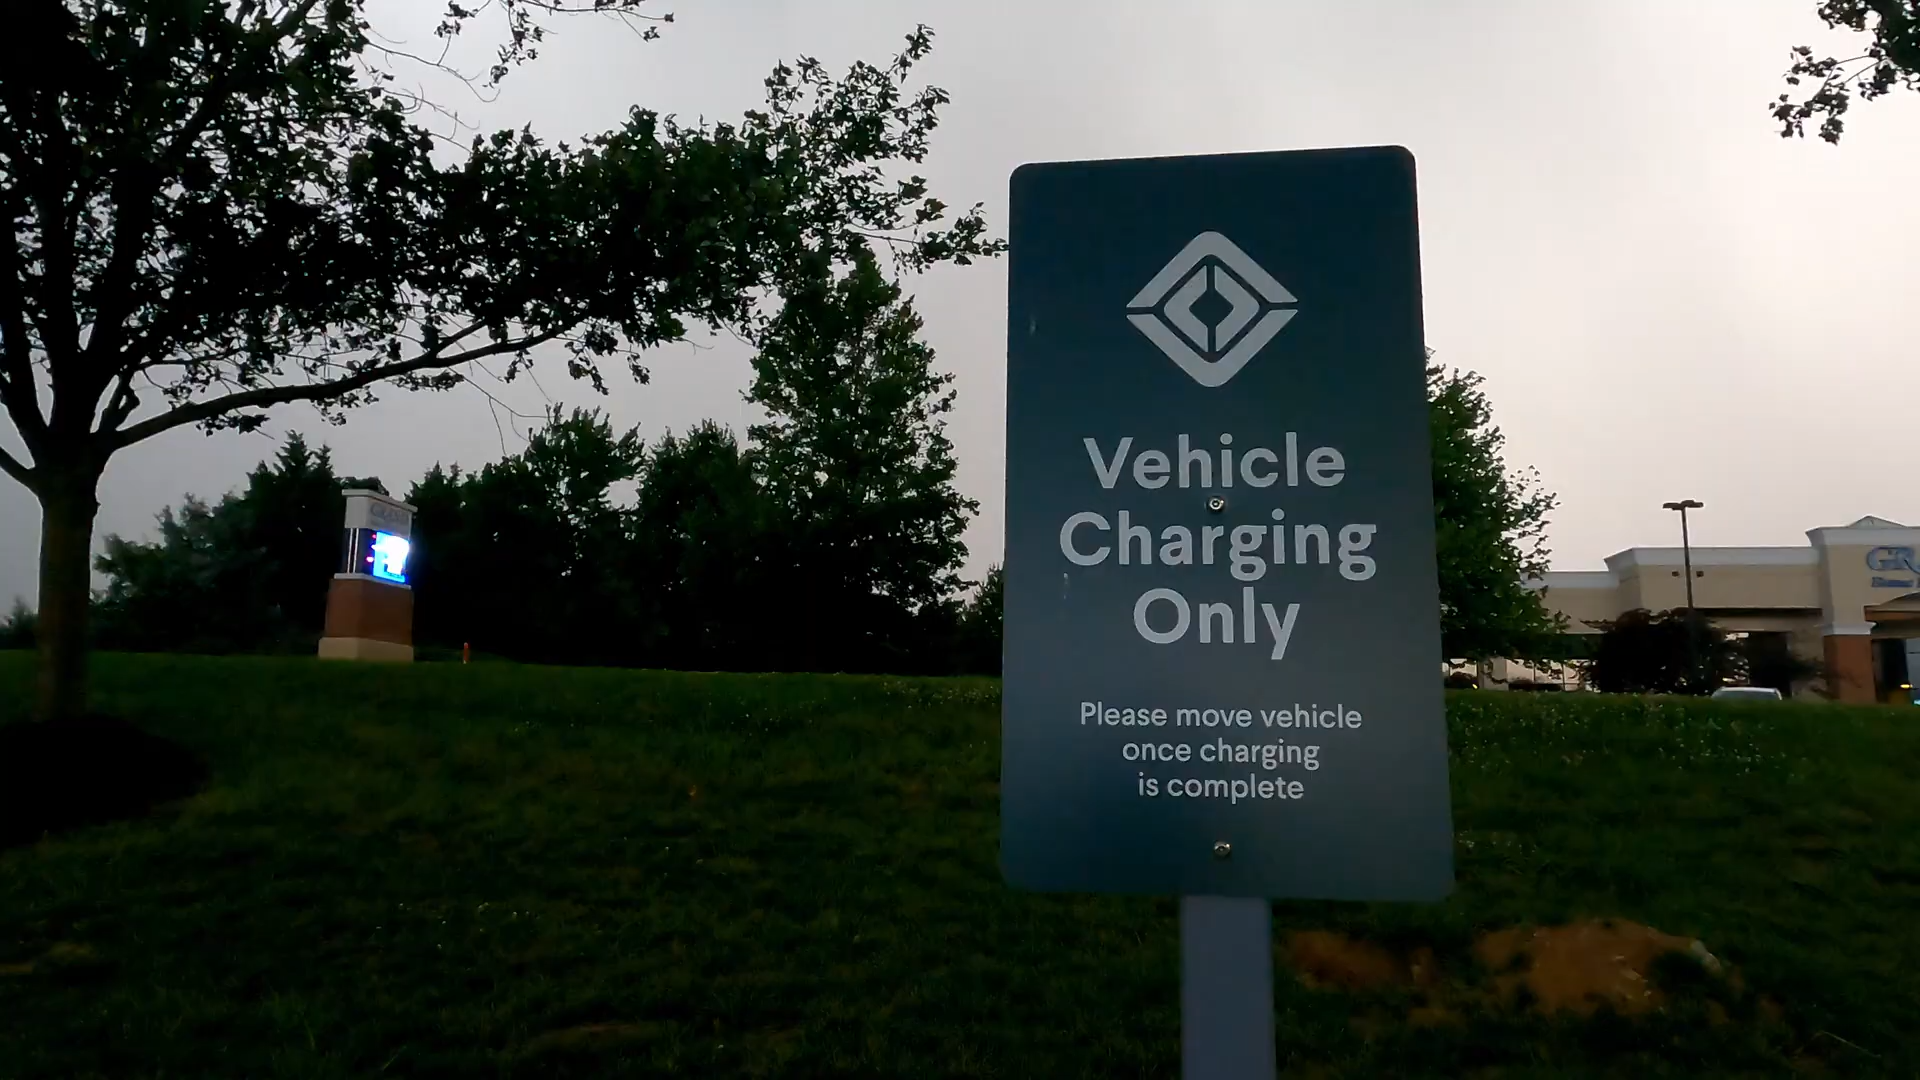 Vehicle
Charging
Only
Please move vehicle
once charging
is complete